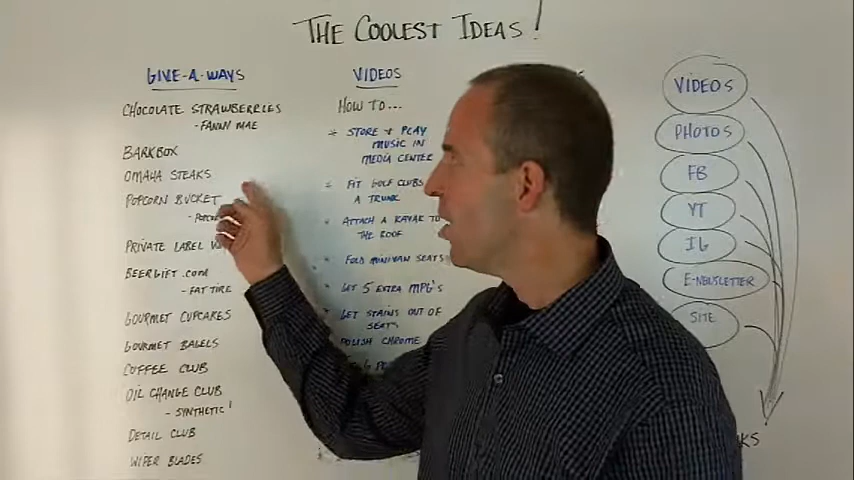 THE COOLEST IDEAS!
GIVE-A-WAYS
CHOCOLATE STRAWBERRIES
- FANNY MAE
BARKBOX
OMAHA STEAKS
POPCORN BUCKET
PRIVATE LABEL
BEERGIFT.COM
- FAT TIRE
GOURMET CUPCAKES
GOURMET BAGELS
COFFEE CLUB
OIL CHANGE CLUB
- SYNTHETIC!
DETAIL CLUB
WIPER BLADES
VIDEOS
HOW TO...
STORE & PLAY
MUSIC IN
MEDIA CENTER
FIT GOLF CLUBS
A TRUNK
ATTACH A KAYAK TO
THE ROOF
FOLD MINIVAN SEATS
GET 5 EXTRA MPG'S
GET STAINS OUT OF
SEATS
POLISH CHROME
VIDEOS
PHOTOS
FB
YT
IG
E-NEWSLETTER
SITE